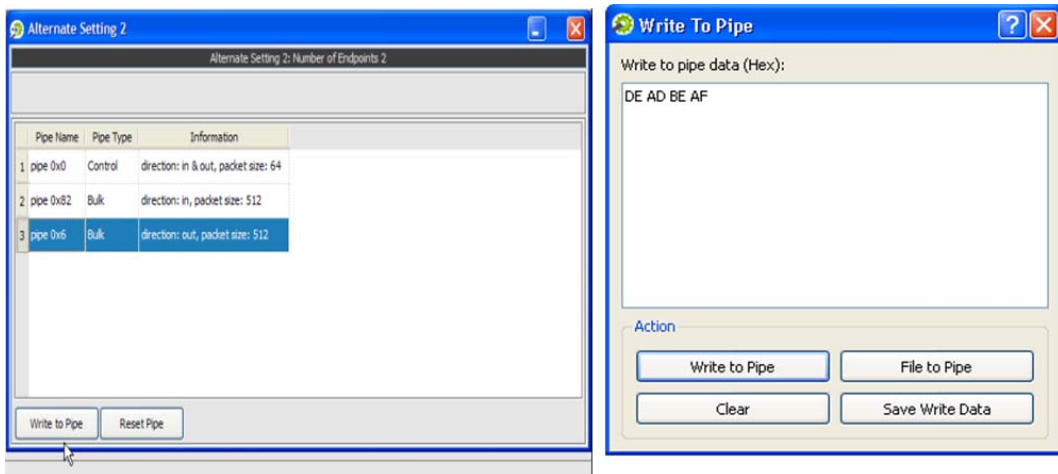 Alternate Setting 2
Alternate Setting 2: Number of Endpoints 2
Pipe Name Pipe Type Information
1 pipe 0x0 Control direction: in & out, packet size: 64
2 pipe 0x82 Bulk direction: in, packet size: 512
3 pipe 0x6 Bulk direction: out, packet size: 512
Write to Pipe Reset Pipe
Write To Pipe
Write to pipe data (Hex):
DE AD BE AF
Action
Write to Pipe File to Pipe
Clear Save Write Data